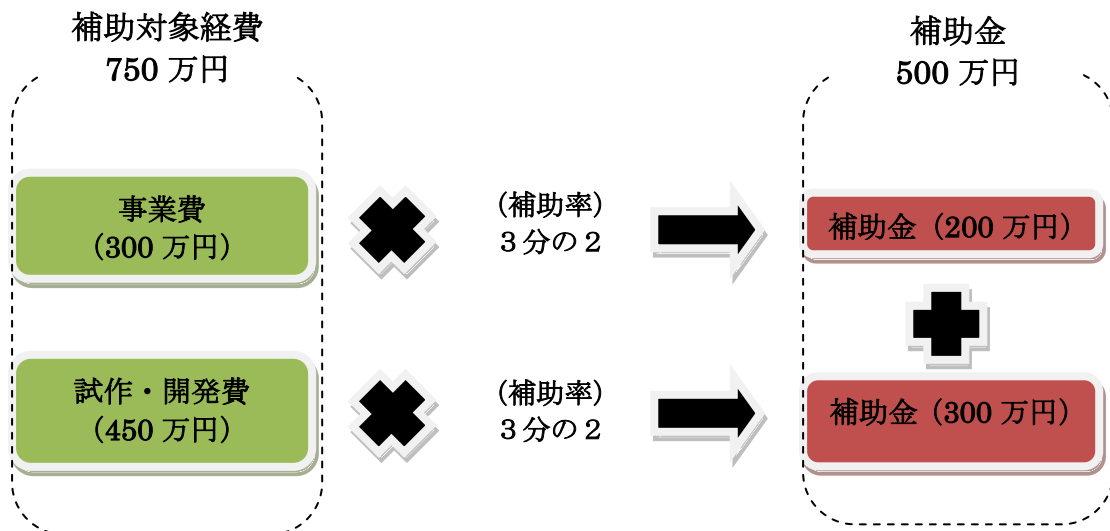 補助対象経費
750 万円
補助金
500 万円
事業費
（300 万円）
（補助率）
３分の２
補助金（200 万円）
試作・開発費
（450 万円）
（補助率）
３分の２
補助金（300 万円）